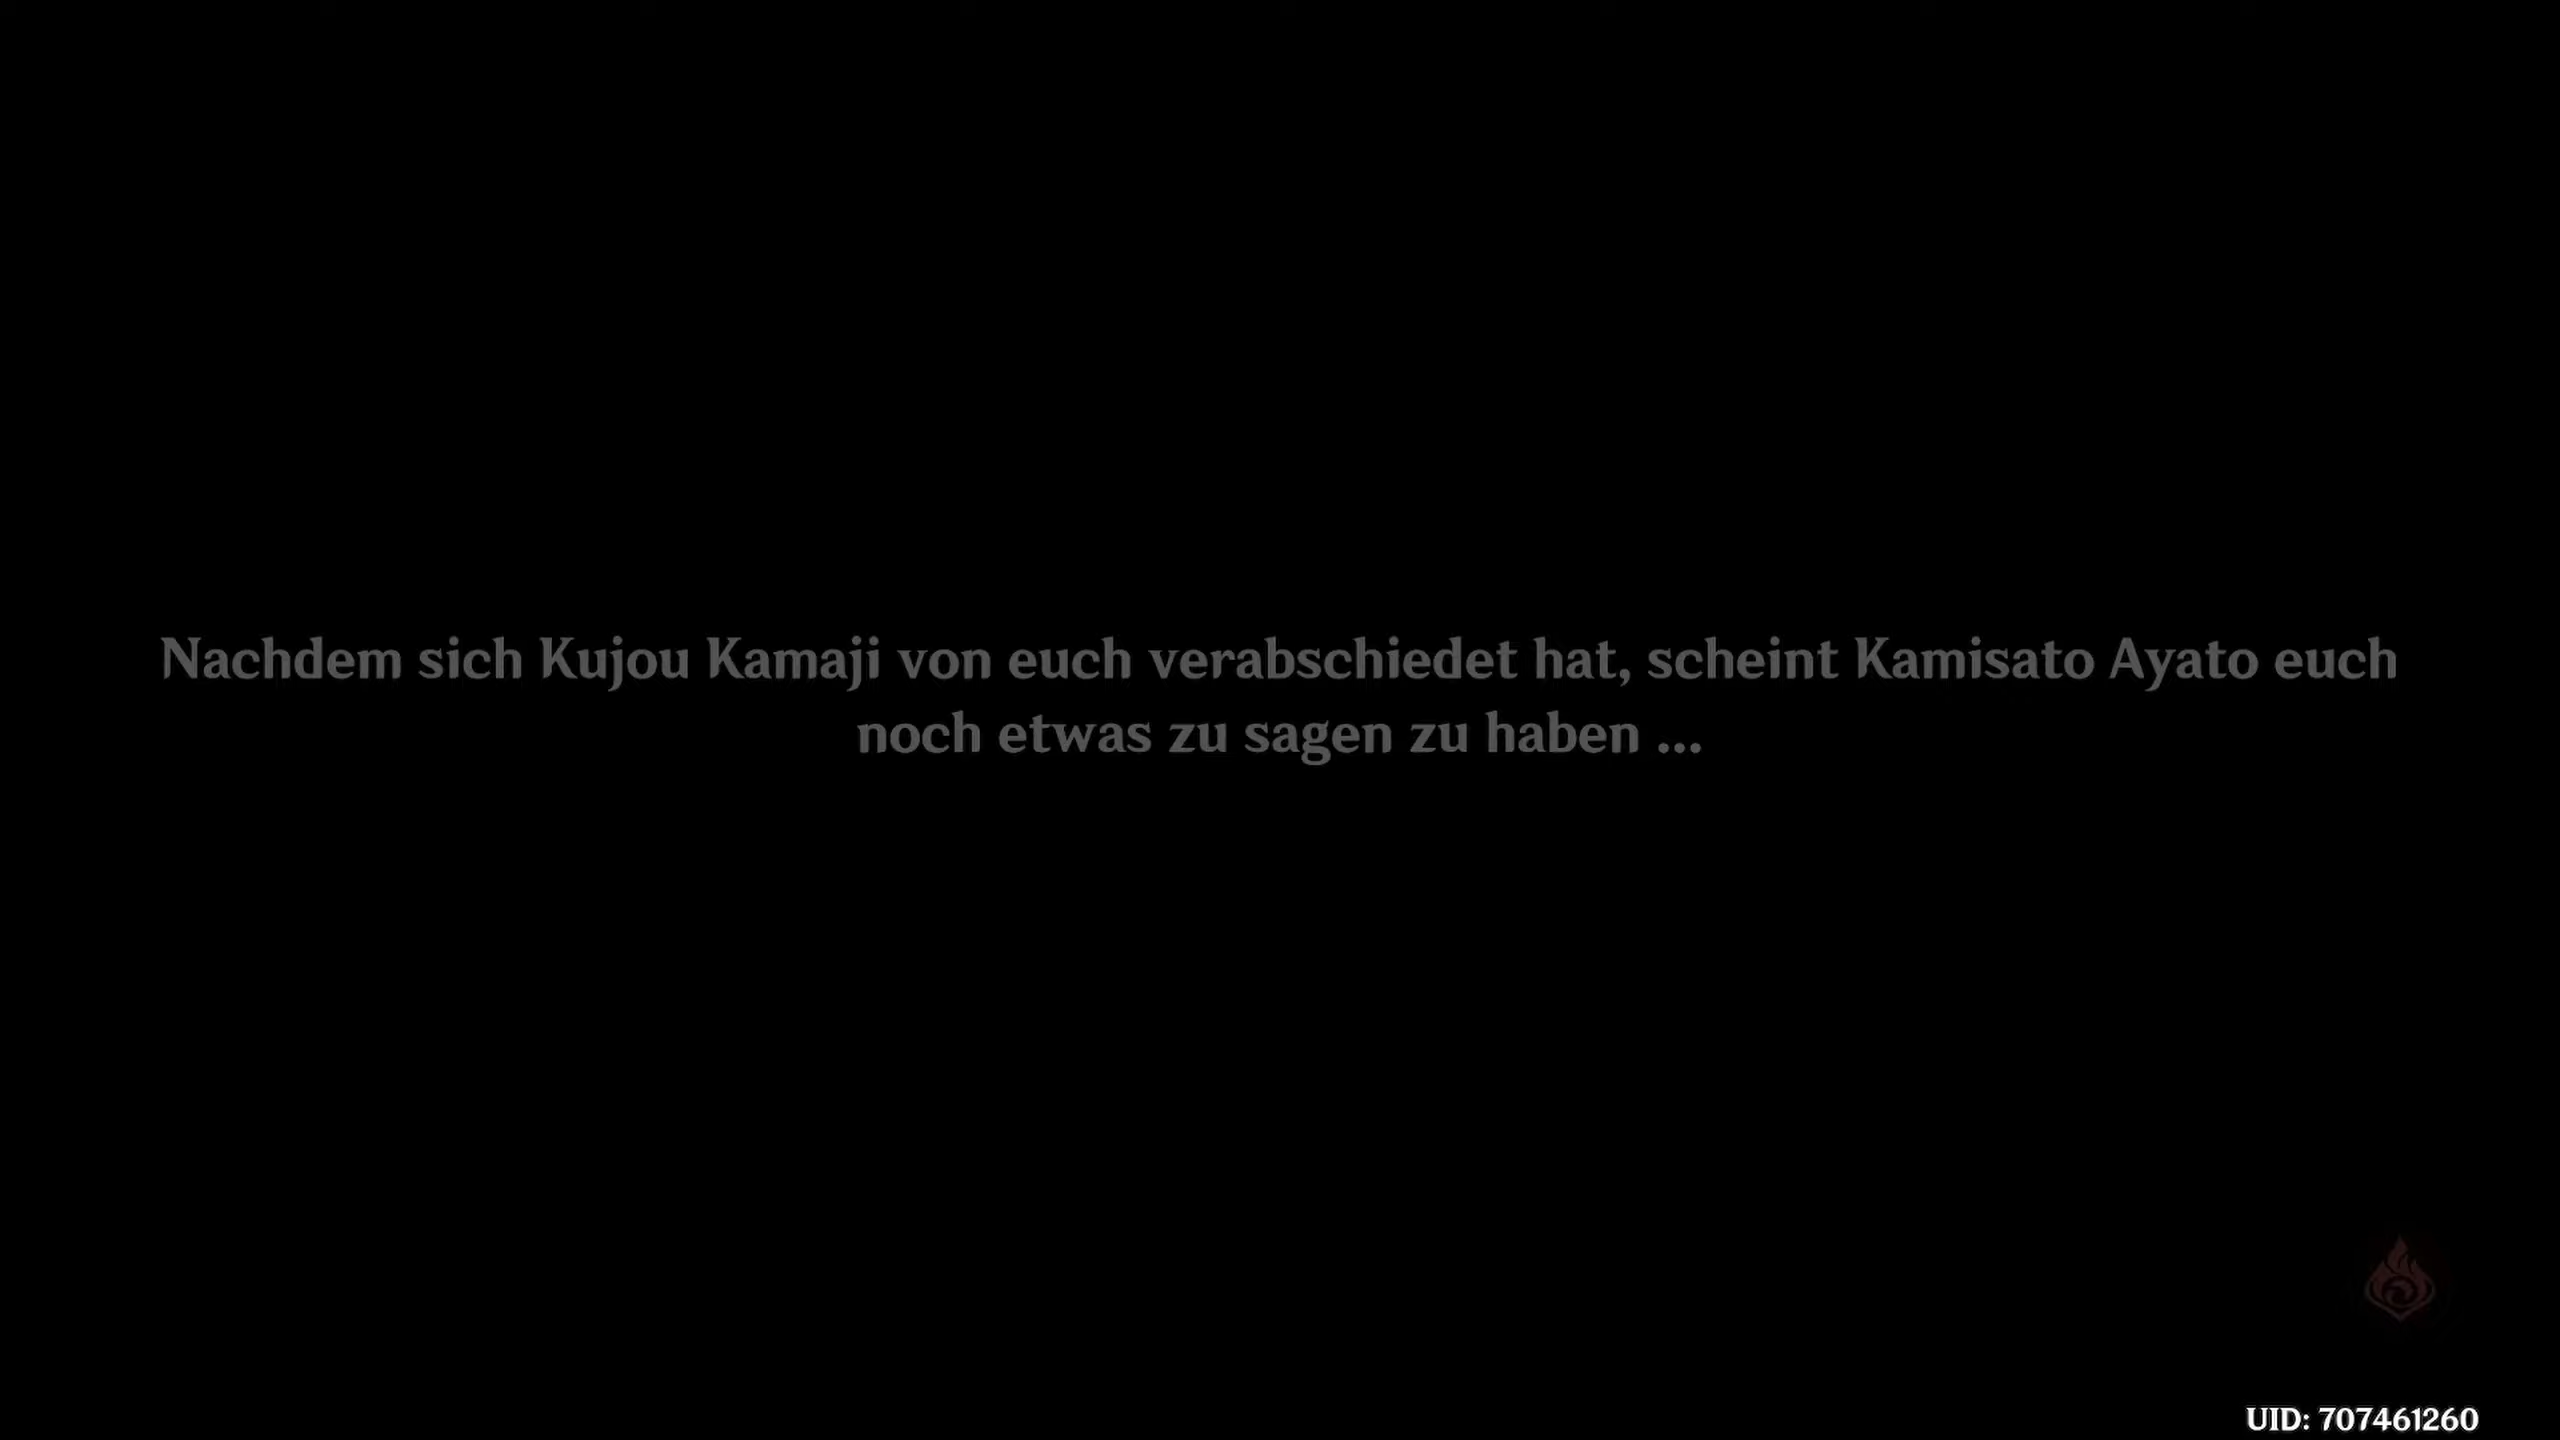 Nachdem sich Kujou Kamaji von euch verabschiedet hat, scheint Kamisato Ayato euch
noch etwas zu sagen zu haben ...
UID: 707461260